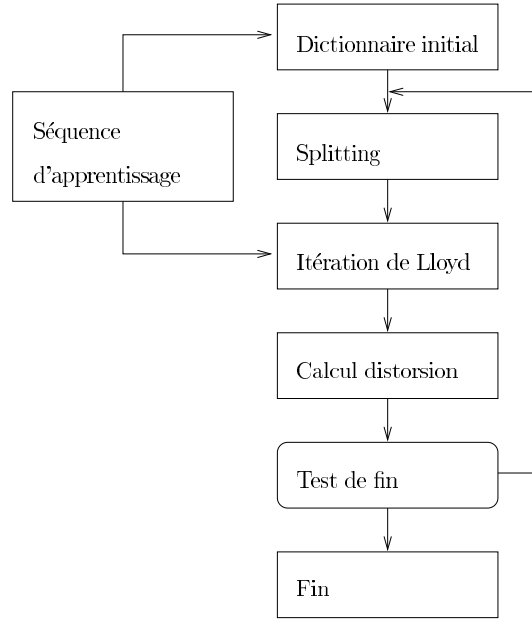 Dictionnaire initial
Séquence
d'apprentissage
Splitting
Itération de Lloyd
Calcul distorsion
Test de fin
Fin